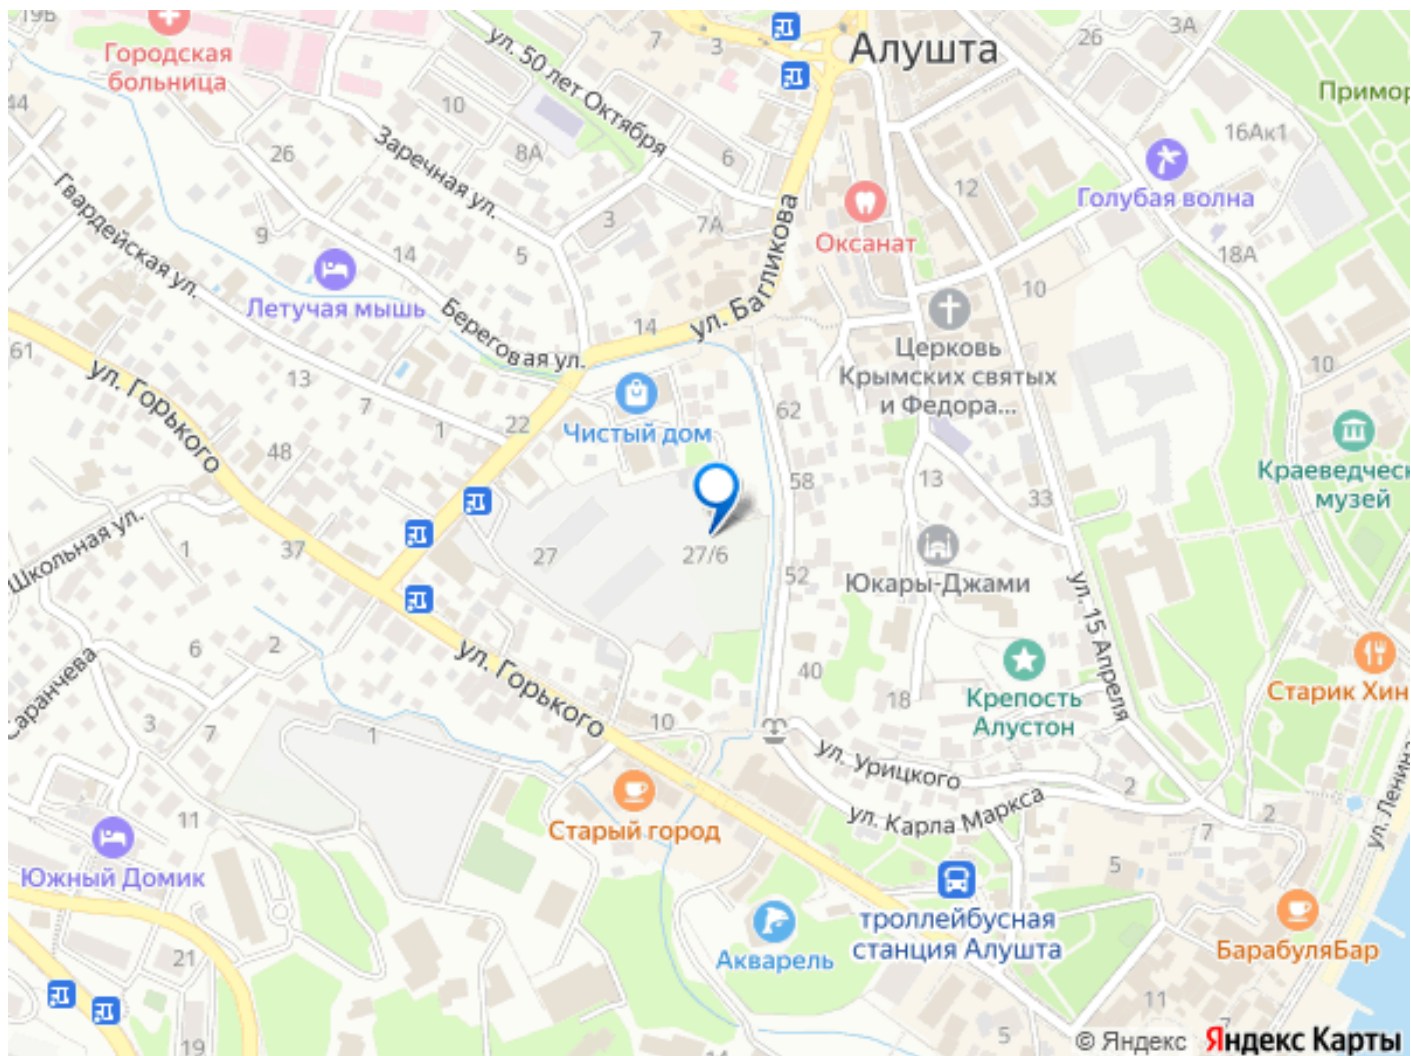 19Б
Городская
больница
ул. 50 лет Октября
7
3
Алушта
26
3А
Примор
44
10
Заречная ул.
8А
6
16Ак1
26
Гвардейская ул.
12
Голубая волна
9
14
5
3
7А
Оксанат
ул. Багликова
18А
10
Летучая мышь
14
Береговая ул.
Церковь
Крымских святых
и Федора...
61
ул. Горького
13
7
1
22
Чистый дом
62
10
Краеведческ
музей
48
58
13
33
Школьная ул.
1
37
27
27/6
52
Юкары-Джами
ул. 15 Апреля
6
2
ул. Горького
40
18
Крепость
Алустон
Старик Хин
Саранчева
3
7
1
10
ул. Урицкого
2
2
7
ул. Ленина
11
Старый город
ул. Карла Маркса
5
Южный Домик
троллейбусная
станция Алушта
21
Акварель
БарабуляБар
11
7
19
14
© Яндекс Яндекс Карты